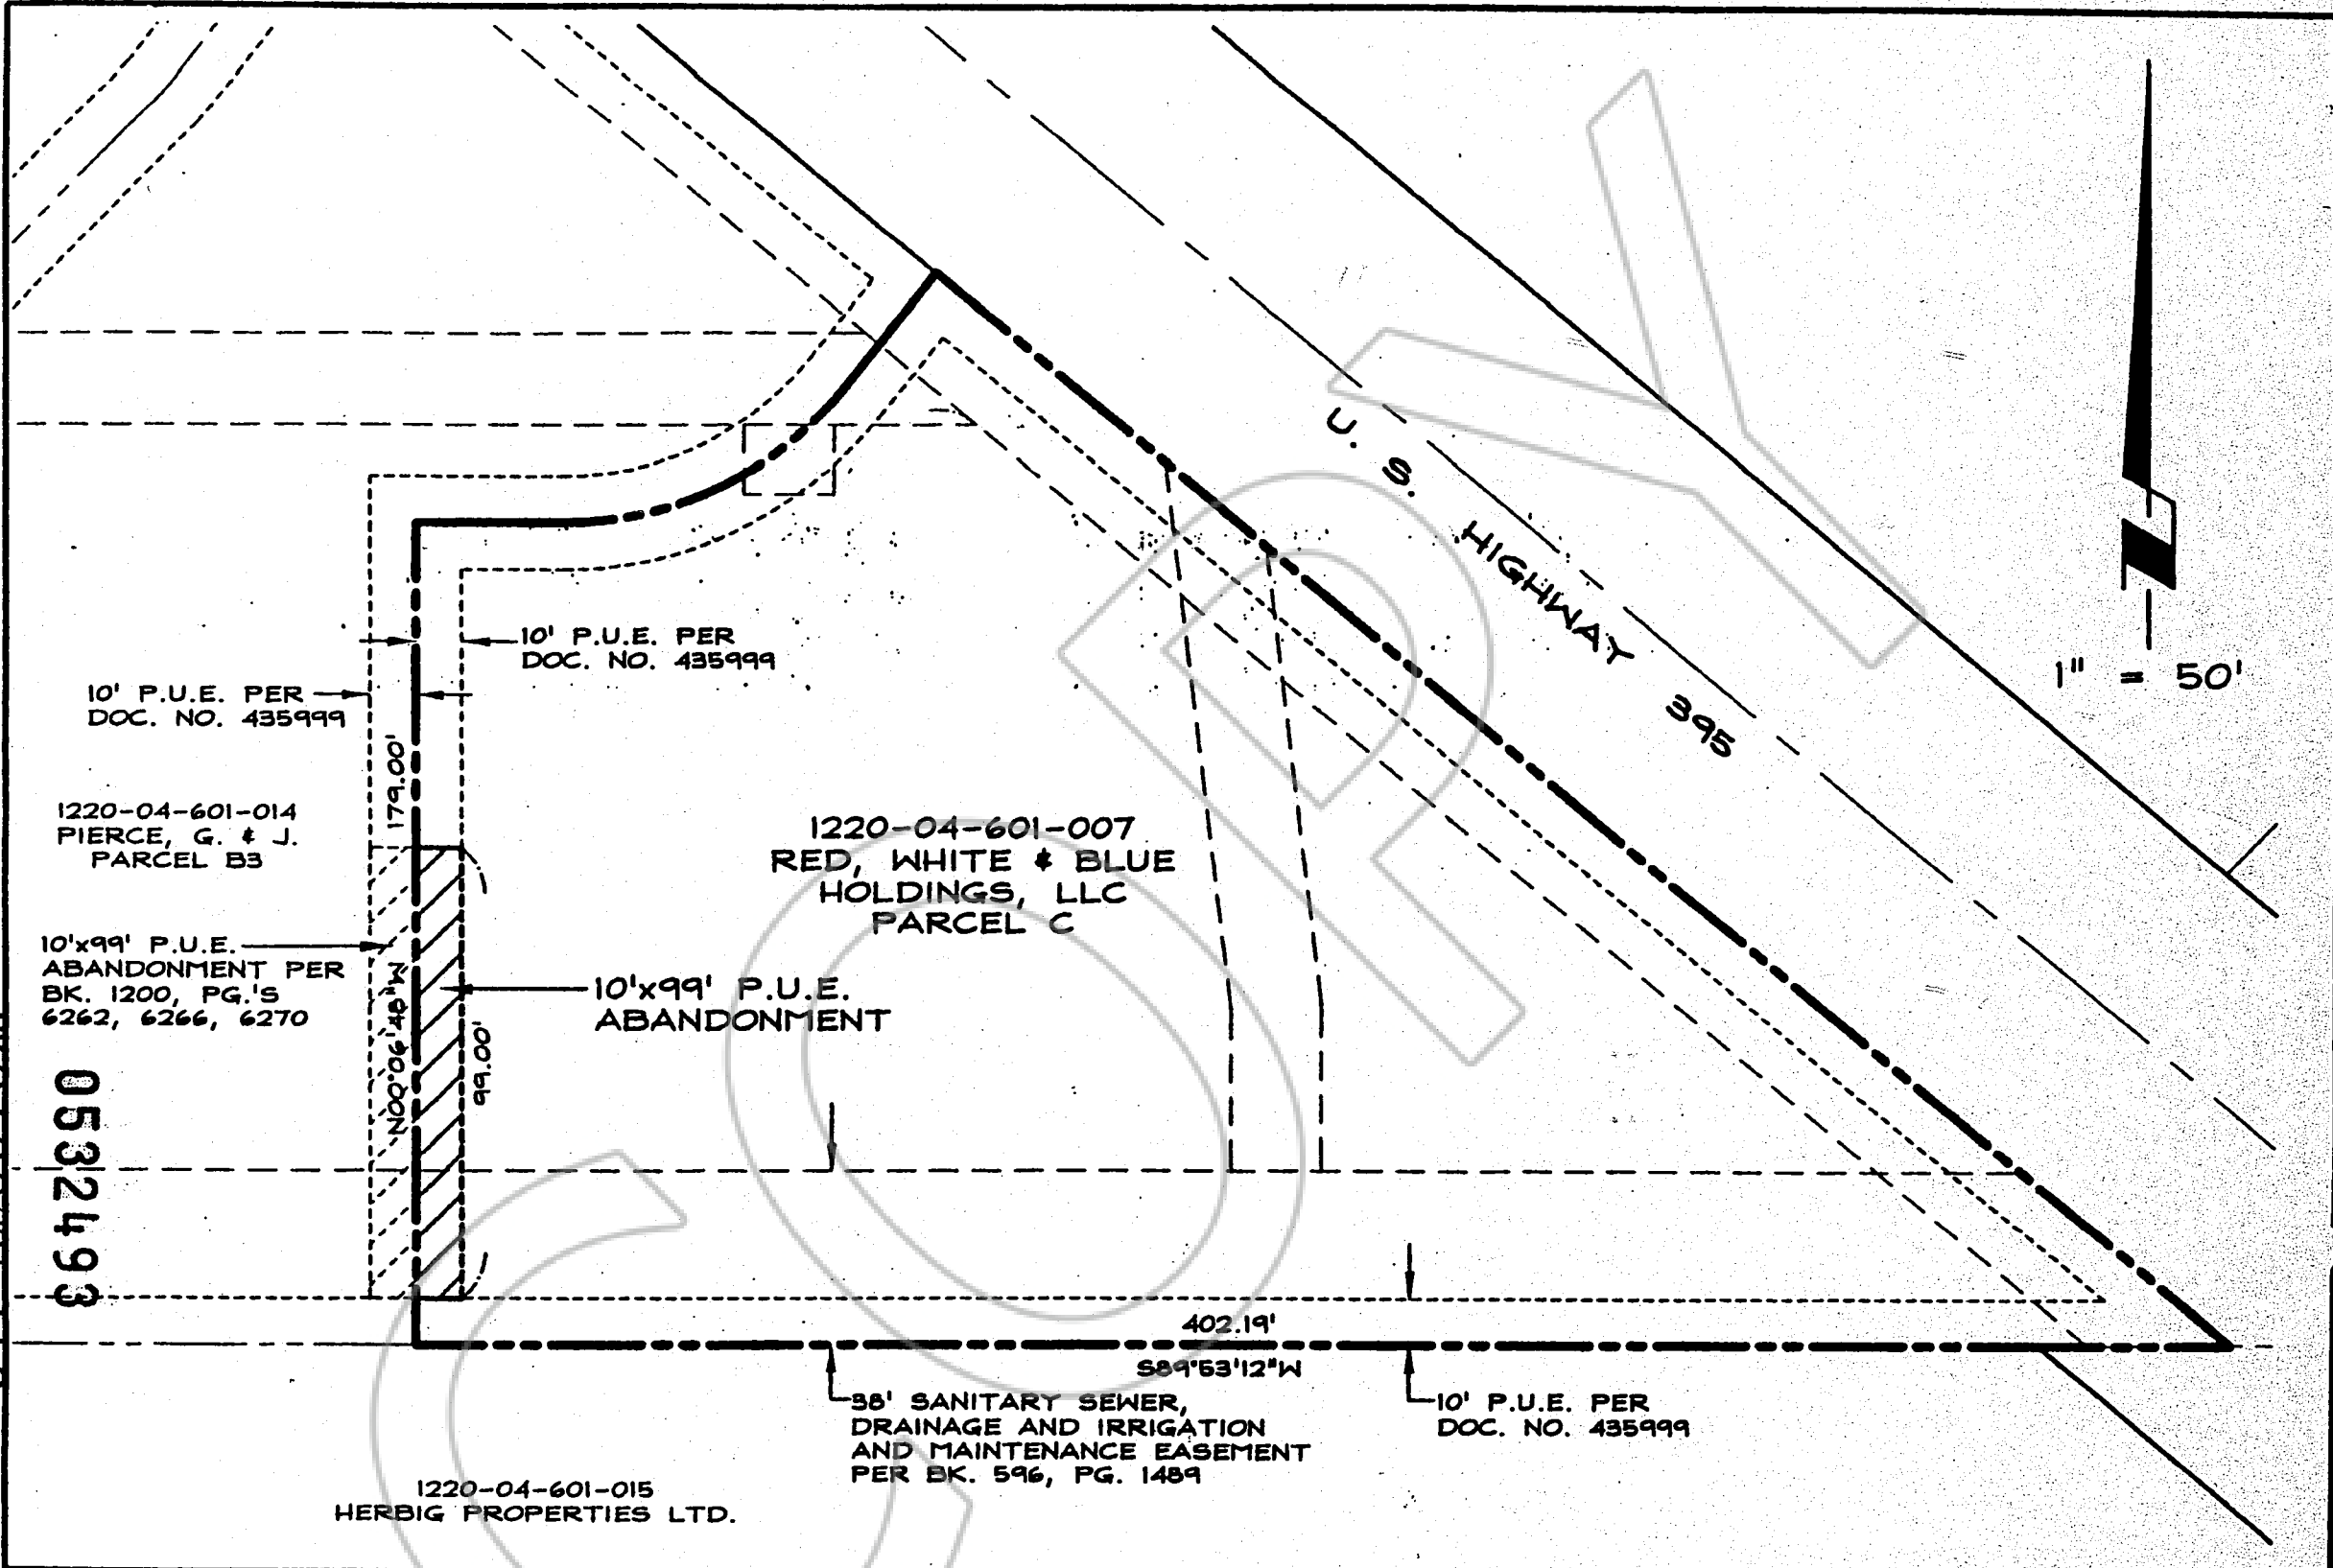 U. S. HIGHWAY 395
1" = 50'
10' P.U.E. PER
DOC. NO. 435999
10' P.U.E. PER
DOC. NO. 435999
179.00'
1220-04-601-014
PIERCE, G. & J.
PARCEL B3
1220-04-601-007
RED, WHITE & BLUE
HOLDINGS, LLC
PARCEL C
10'x99' P.U.E.
ABANDONMENT PER
BK. 1200, PG.'S
6262, 6266, 6270
N00°06'48"W
10'x99' P.U.E.
ABANDONMENT
99.00'
0532493
402.19'
S89°53'12"W
38' SANITARY SEWER,
DRAINAGE AND IRRIGATION
AND MAINTENANCE EASEMENT
PER BK. 596, PG. 1489
10' P.U.E. PER
DOC. NO. 435999
1220-04-601-015
HERBIG PROPERTIES LTD.
COPY